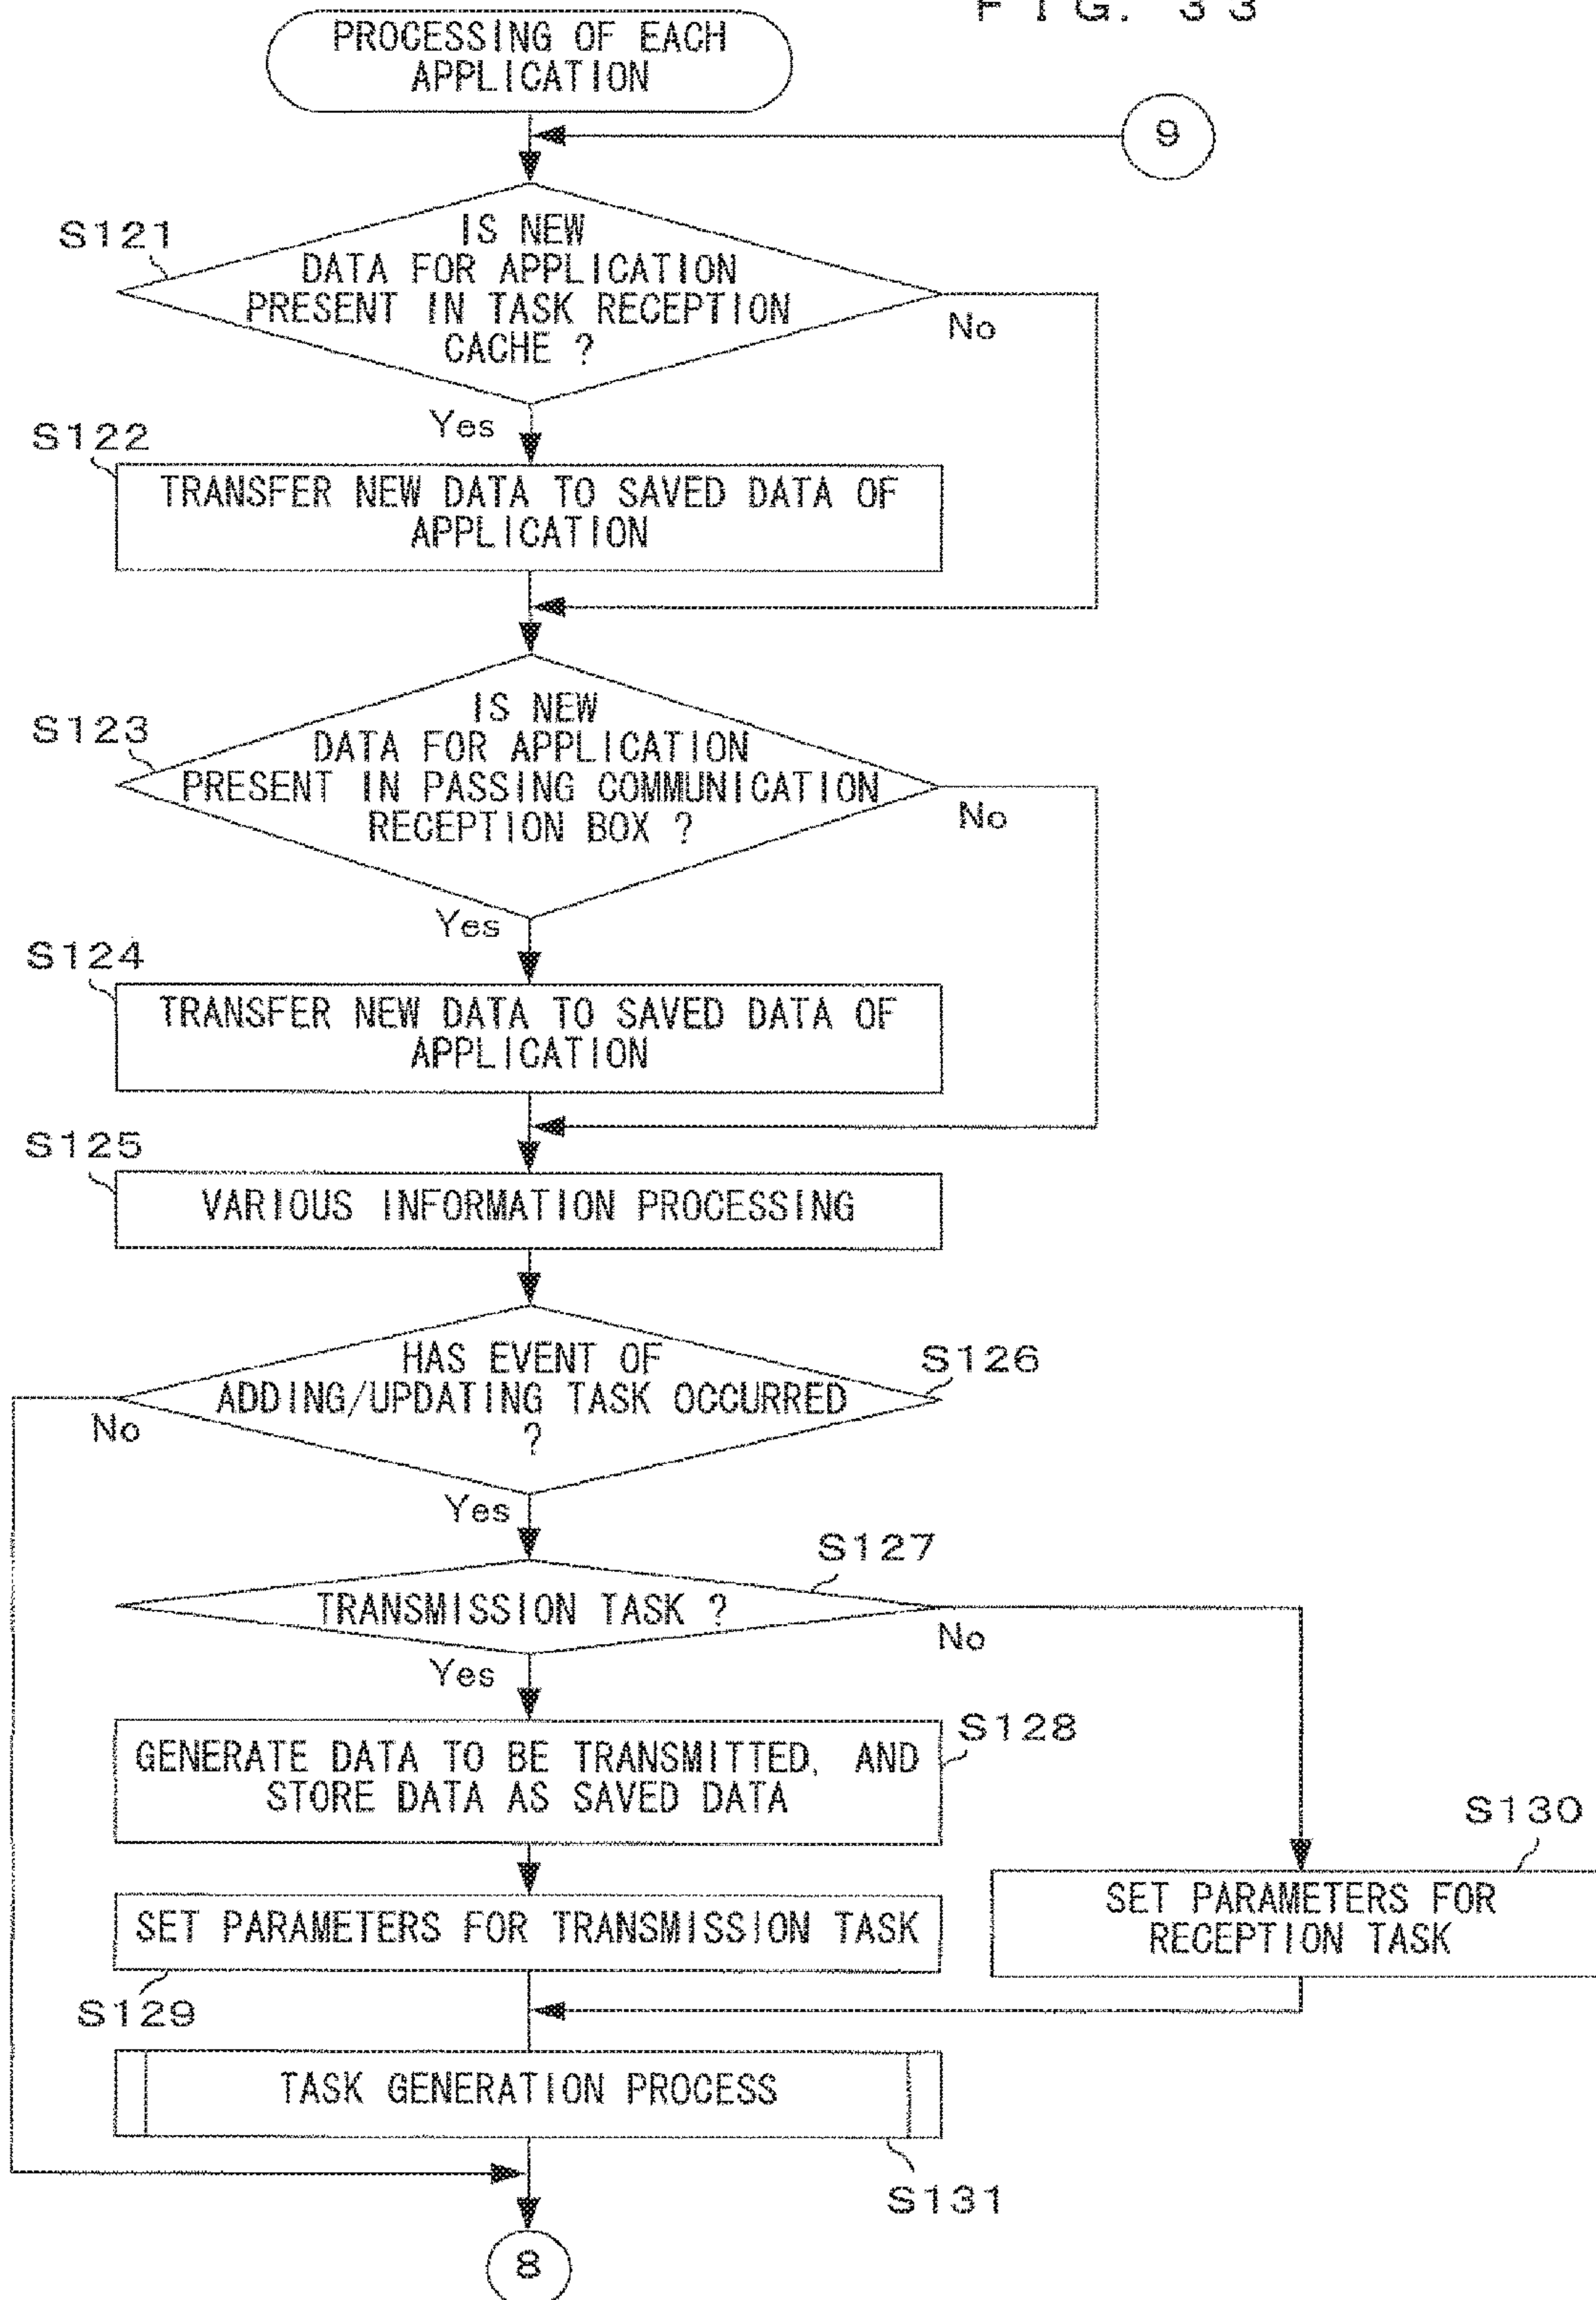 FIG. 33
PROCESSING OF EACH
APPLICATION
9
S121
IS NEW
DATA FOR APPLICATION
PRESENT IN TASK RECEPTION
CACHE ?
No
Yes
S122
TRANSFER NEW DATA TO SAVED DATA OF
APPLICATION
S123
IS NEW
DATA FOR APPLICATION
PRESENT IN PASSING COMMUNICATION
RECEPTION BOX ?
No
Yes
S124
TRANSFER NEW DATA TO SAVED DATA OF
APPLICATION
S125
VARIOUS INFORMATION PROCESSING
HAS EVENT OF
ADDING/UPDATING TASK OCCURRED
?
S126
No
Yes
S127
TRANSMISSION TASK ?
No
Yes
GENERATE DATA TO BE TRANSMITTED, AND
STORE DATA AS SAVED DATA
S128
S130
SET PARAMETERS FOR TRANSMISSION TASK
SET PARAMETERS FOR
RECEPTION TASK
S129
TASK GENERATION PROCESS
S131
8